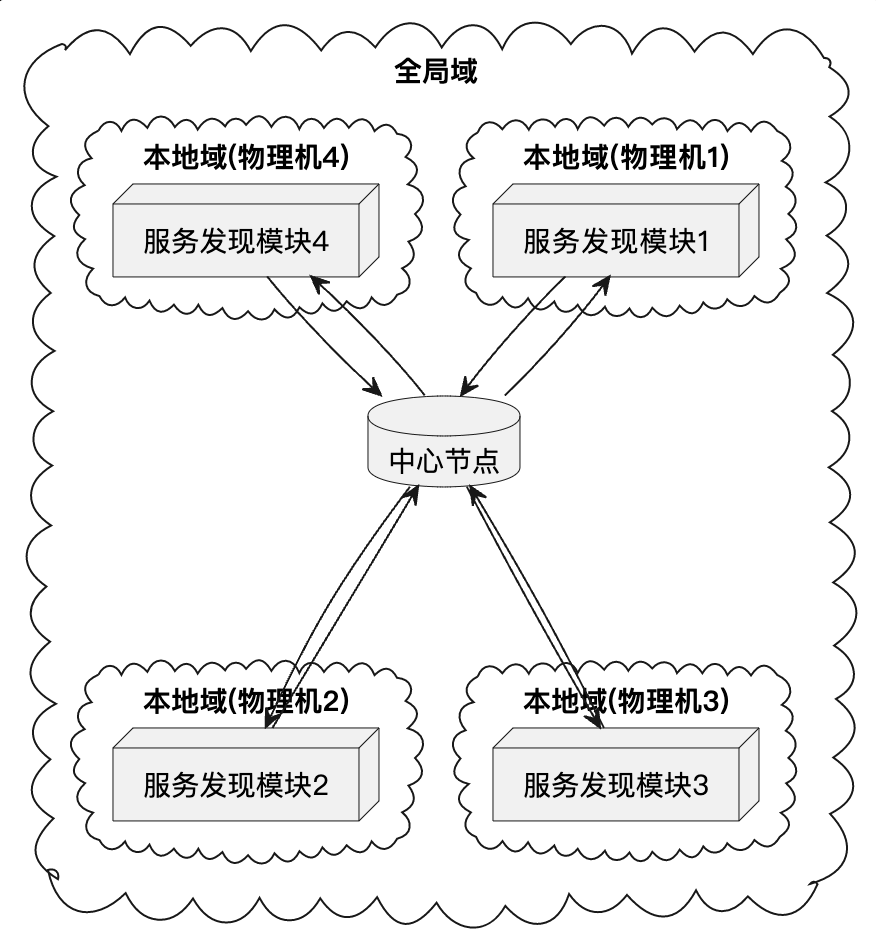 全局域
本地域(物理机4)
本地域(物理机1)
服务发现模块4
服务发现模块1
中心节点
本地域(物理机2)
本地域(物理机3)
服务发现模块2
服务发现模块3